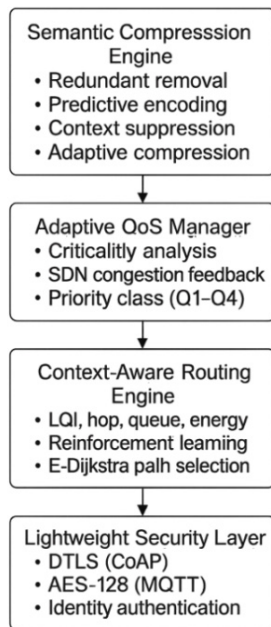 Semantic Compresssion
Engine
• Redundant removal
• Predictive encoding
• Context suppression
• Adaptive compression
Adaptive QoS Manager
• Criticalitly analysis
• SDN congestion feedback
• Priority class (Q1–Q4)
Context-Aware Routing
Engine
• LQI, hop, queue, energy
• Reinforcement learning
• E-Dijkstra palh selection
Lightweight Security Layer
• DTLS (CoAP)
• AES-128 (MQTT)
• Identity authentication